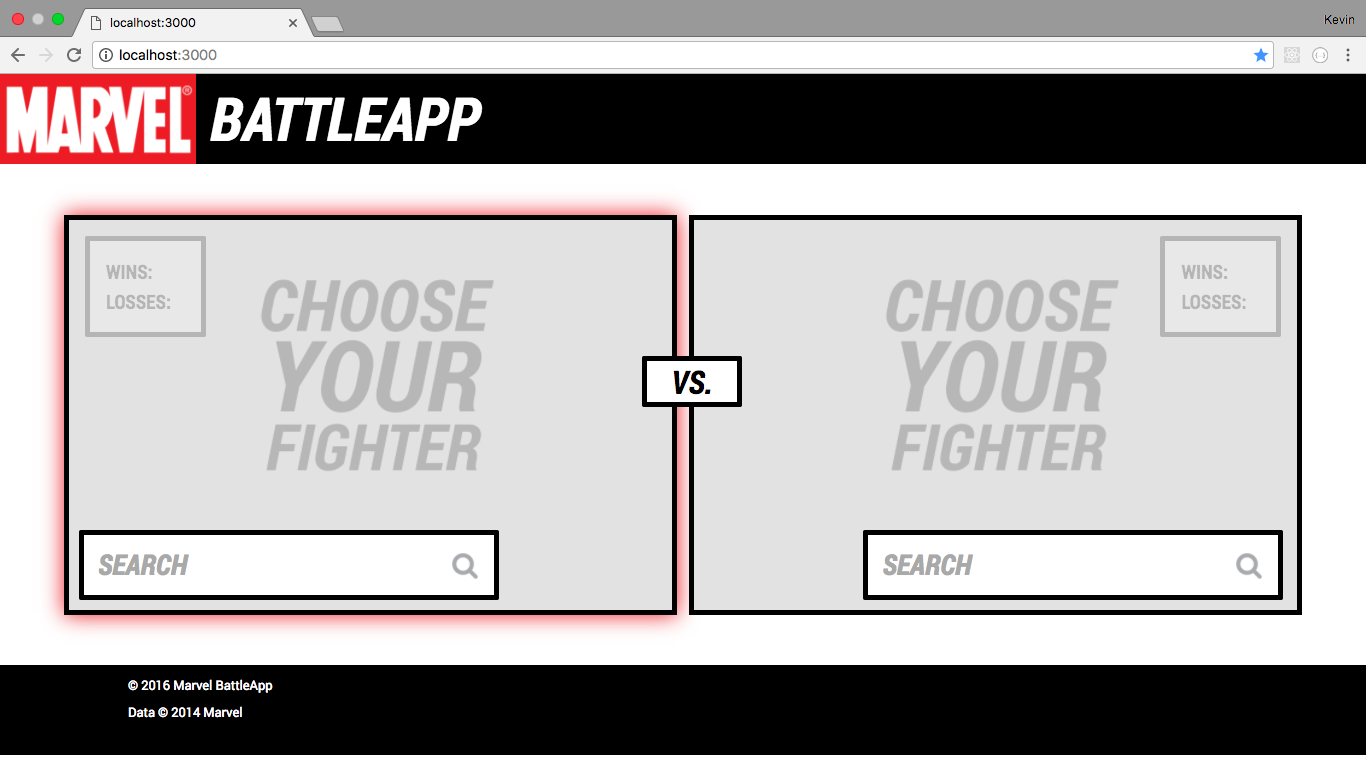 localhost:3000
Kevin
localhost:3000
MARVEL®
BATTLEAPP
WINS:
LOSSES:
CHOOSE
YOUR
FIGHTER
SEARCH
VS.
CHOOSE
YOUR
FIGHTER
WINS:
LOSSES:
SEARCH
© 2016 Marvel BattleApp
Data © 2014 Marvel